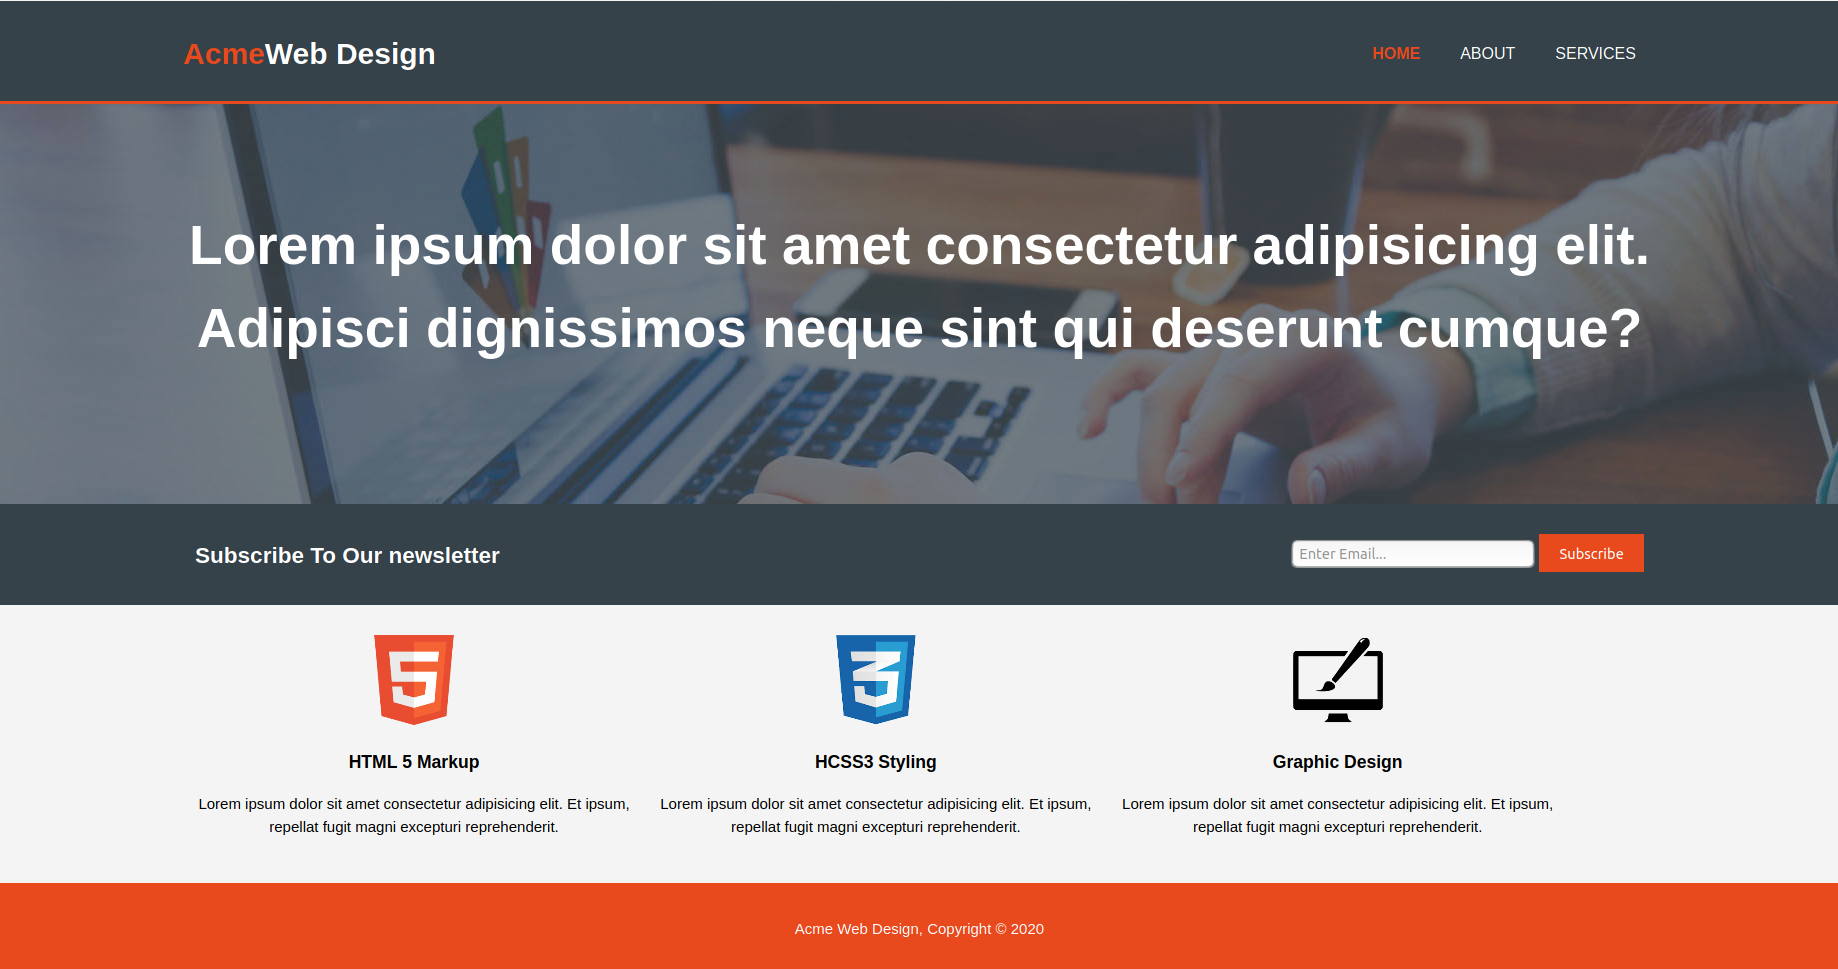 AcmeWeb Design
HOME ABOUT SERVICES
Lorem ipsum dolor sit amet consectetur adipisicing elit.
Adipisci dignissimos neque sint qui deserunt cumque?
Subscribe To Our newsletter
Enter Email...
Subscribe
HTML 5 Markup
Lorem ipsum dolor sit amet consectetur adipisicing elit. Et ipsum,
repellat fugit magni excepturi reprehenderit.
HCSS3 Styling
Lorem ipsum dolor sit amet consectetur adipisicing elit. Et ipsum,
repellat fugit magni excepturi reprehenderit.
Graphic Design
Lorem ipsum dolor sit amet consectetur adipisicing elit. Et ipsum,
repellat fugit magni excepturi reprehenderit.
Acme Web Design, Copyright © 2020